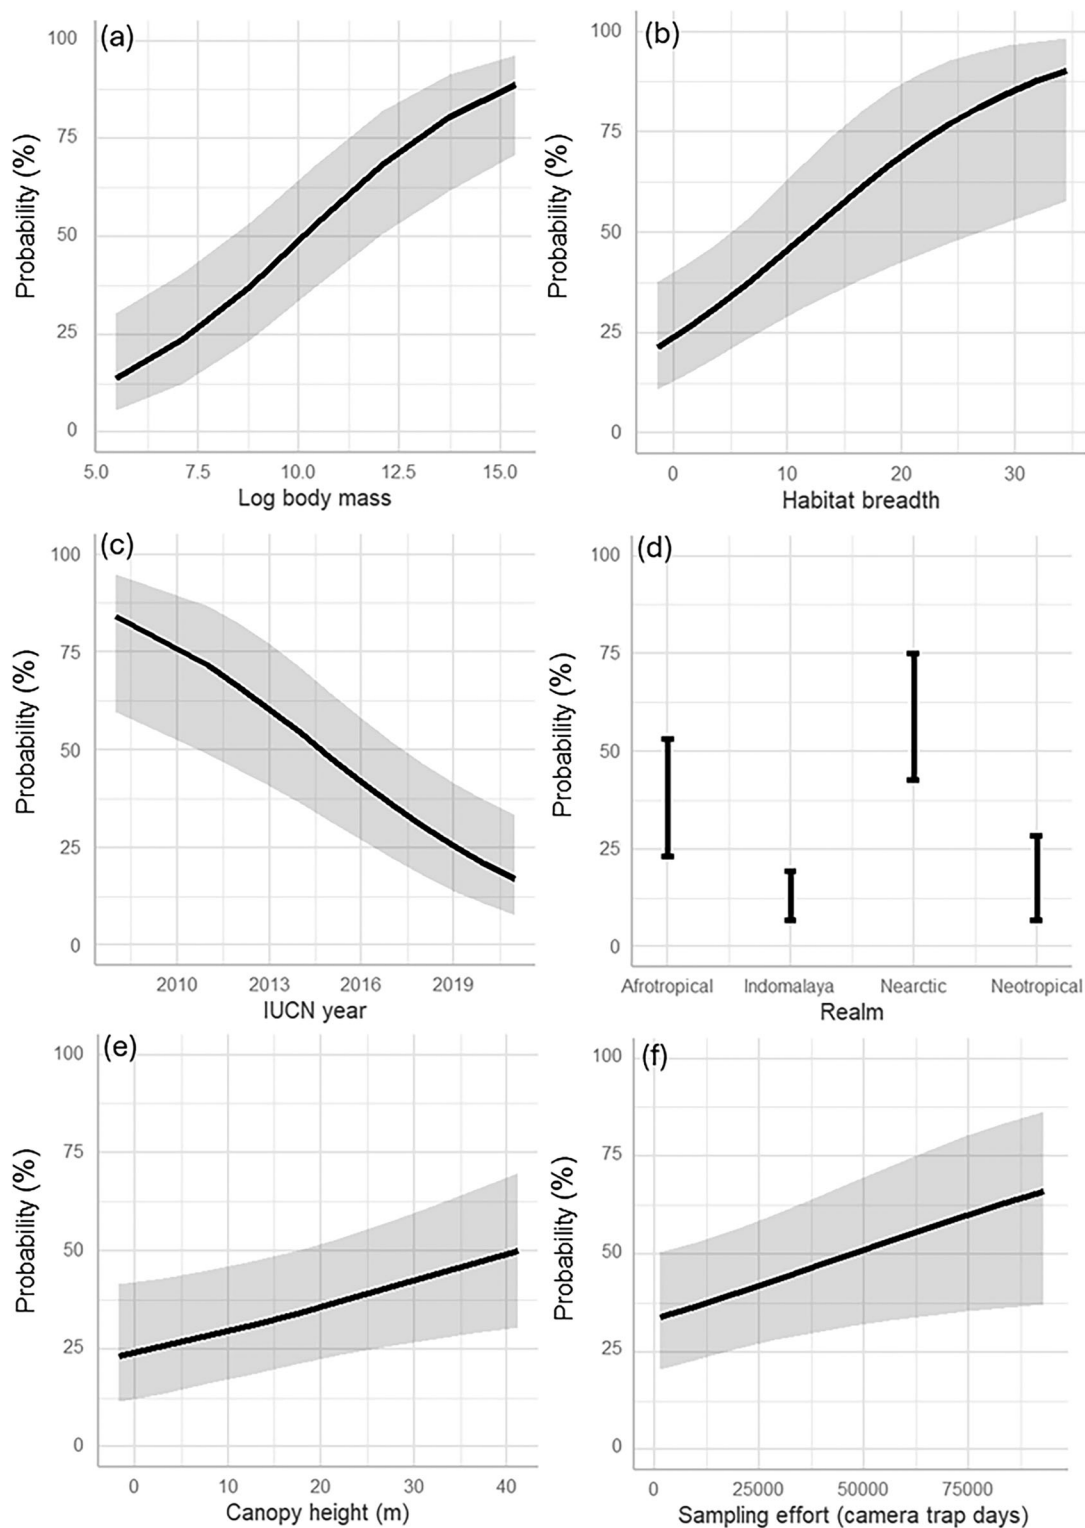 (a)
100
75
50
25
0
Probability (%)
5.0 7.5 10.0 12.5 15.0
Log body mass
(b)
100
75
50
25
0
Probability (%)
0 10 20 30
Habitat breadth
(c)
100
75
50
25
0
Probability (%)
2010 2013 2016 2019
IUCN year
(d)
100
75
50
25
0
Probability (%)
Afrotropical Indomalaya Nearctic Neotropical
Realm
(e)
100
75
50
25
0
Probability (%)
0 10 20 30 40
Canopy height (m)
(f)
100
75
50
25
0
Probability (%)
0 25000 50000 75000
Sampling effort (camera trap days)